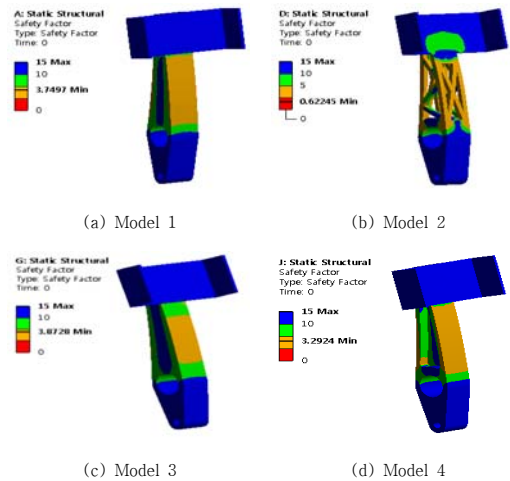 A: Static Structural
Safety Factor
Type: Safety Factor
Time: 0
15 Max
10
3.7497 Min
0
(a) Model 1
D: Static Structural
Safety Factor
Type: Safety Factor
Time: 0
15 Max
10
5
0.62245 Min
0
(b) Model 2
G: Static Structural
Safety Factor
Type: Safety Factor
Time: 0
15 Max
10
3.8728 Min
0
(c) Model 3
J: Static Structural
Safety Factor
Type: Safety Factor
Time: 0
15 Max
10
3.2924 Min
0
(d) Model 4